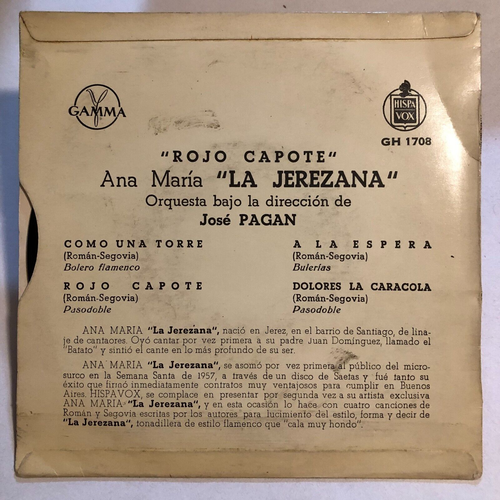 GAMMA
HISPA
VOX
GH 1708
"ROJO CAPOTE"
Ana María "LA JEREZANA"
Orquesta bajo la dirección de
José PAGAN
COMO UNA TORRE
(Román-Segovia)
Bolero flamenco
A LA ESPERA
(Román-Segovia)
Bulerías
ROJO CAPOTE
(Román-Segovia)
Pasodoble
DOLORES LA CARACOLA
(Román-Segovia)
Pasodoble
ANA MARIA "La Jerezana", nació en Jerez, en el barrio de Santiago, de lina-
je de cantaores. Oyó cantar por vez primera a su padre Juan Domínguez, llamado el
"Batato" y sintió el cante en lo más profundo de su ser.
ANA MARIA "La Jerezana", se asomó por vez primera al público del micro-
surco en la Semana Santa de 1957, a través de un disco de Saetas y fué tanto su
éxito que firmó inmediatamente contratos muy ventajosos para cumplir en Buenos
Aires. HISPAVOX, se complace en presentar por segunda vez a su artista exclusiva
ANA MARIA "La Jerezana", y en esta ocasión lo hace con cuatro canciones de
Román y Segovia escritas por los autores para lucimiento del estilo, forma y decir de
"La Jerezana", tonadillera de estilo flamenco que "cala muy hondo".